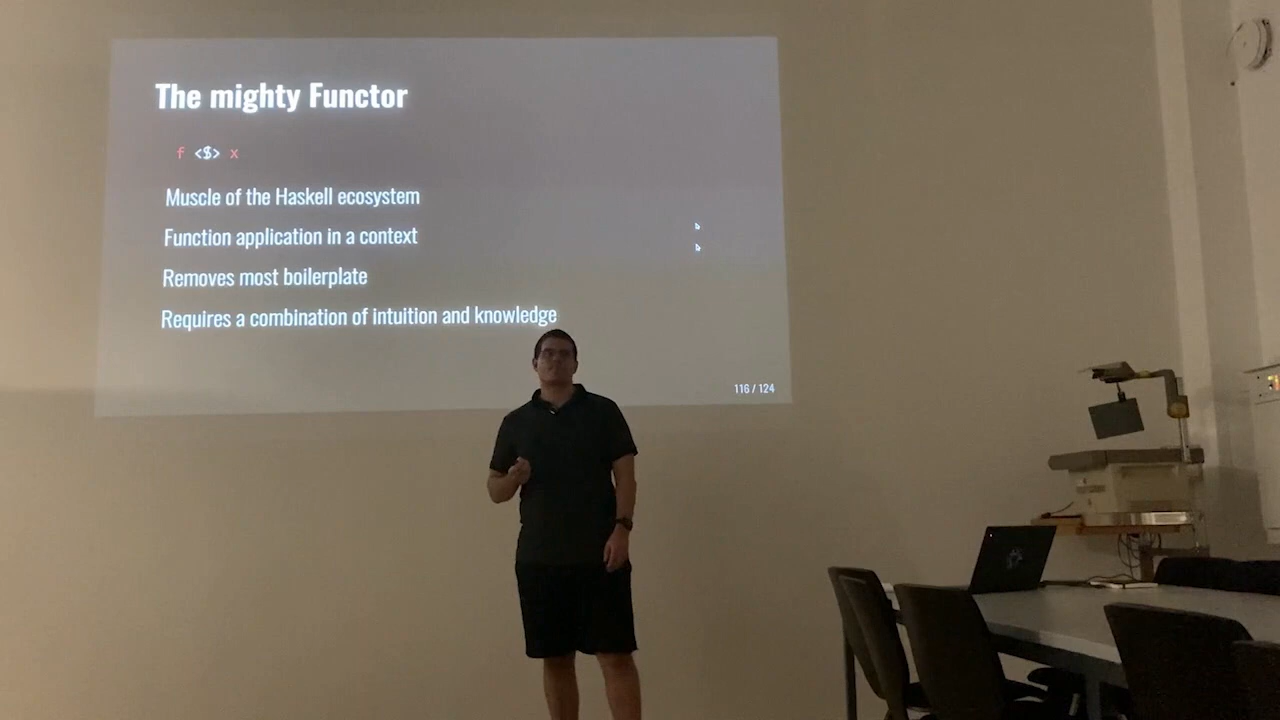 The mighty Functor
f <$> x
Muscle of the Haskell ecosystem
Function application in a context
Removes most boilerplate
Requires a combination of intuition and knowledge
116 / 124